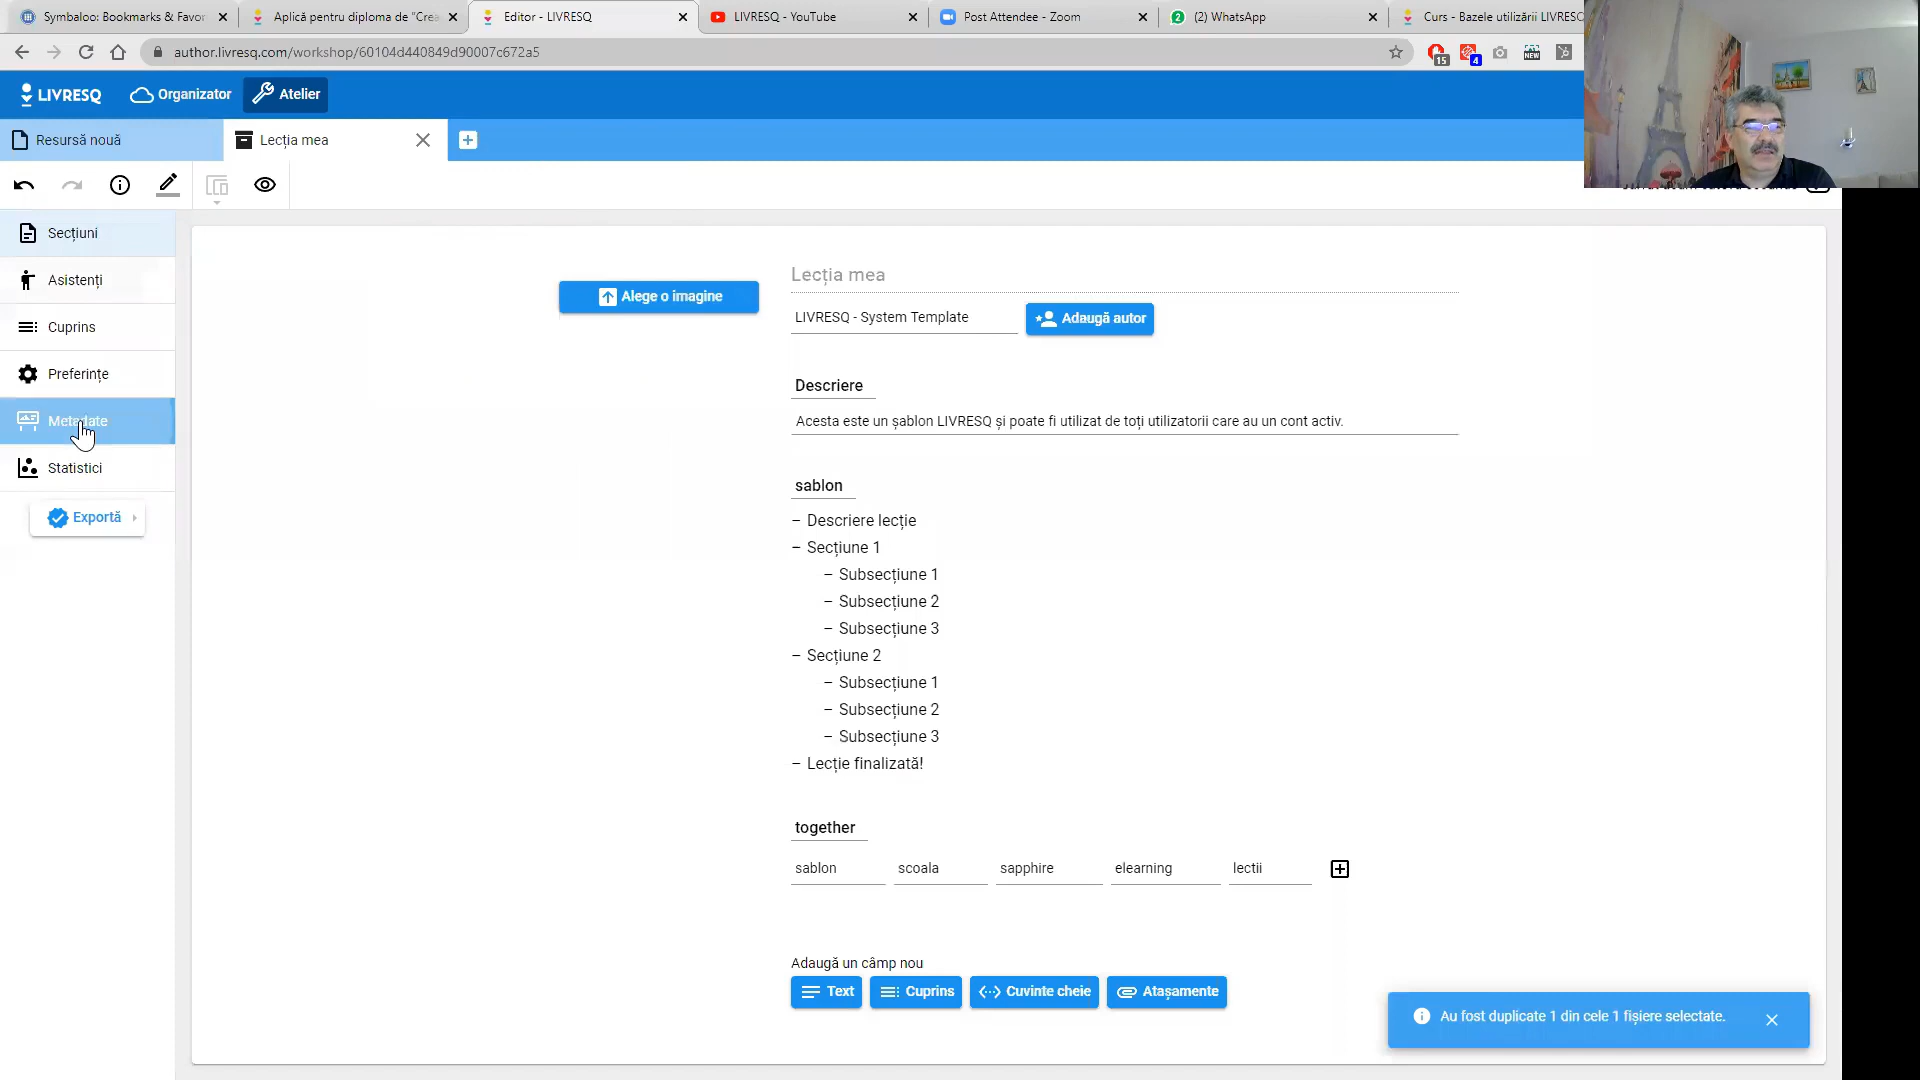 Symbaloo: Bookmarks & Favor
Aplică pentru diploma de "Crea
Editor - LIVRESQ
LIVRESQ - YouTube
Post Attendee - Zoom
(2) WhatsApp
Curs - Bazele utilizării LIVRESQ
author.livresq.com/workshop/60104d440849d90007c672a5
15
4
NEW
LIVRESQ
Organizator
Atelier
Resursă nouă
Lecția mea
Secțiuni
Asistenți
Cuprins
Preferințe
Metadate
Statistici
Exportă
Alege o imagine
Lecția mea
LIVRESQ - System Template
Adaugă autor
Descriere
Acesta este un șablon LIVRESQ și poate fi utilizat de toți utilizatorii care au un cont activ.
sablon
– Descriere lecție
– Secțiune 1
– Subsecțiune 1
– Subsecțiune 2
– Subsecțiune 3
– Secțiune 2
– Subsecțiune 1
– Subsecțiune 2
– Subsecțiune 3
– Lecție finalizată!
together
sablon scoala sapphire elearning lectii
Adaugă un câmp nou
Text
Cuprins
Cuvinte cheie
Atașamente
Au fost duplicate 1 din cele 1 fișiere selectate.